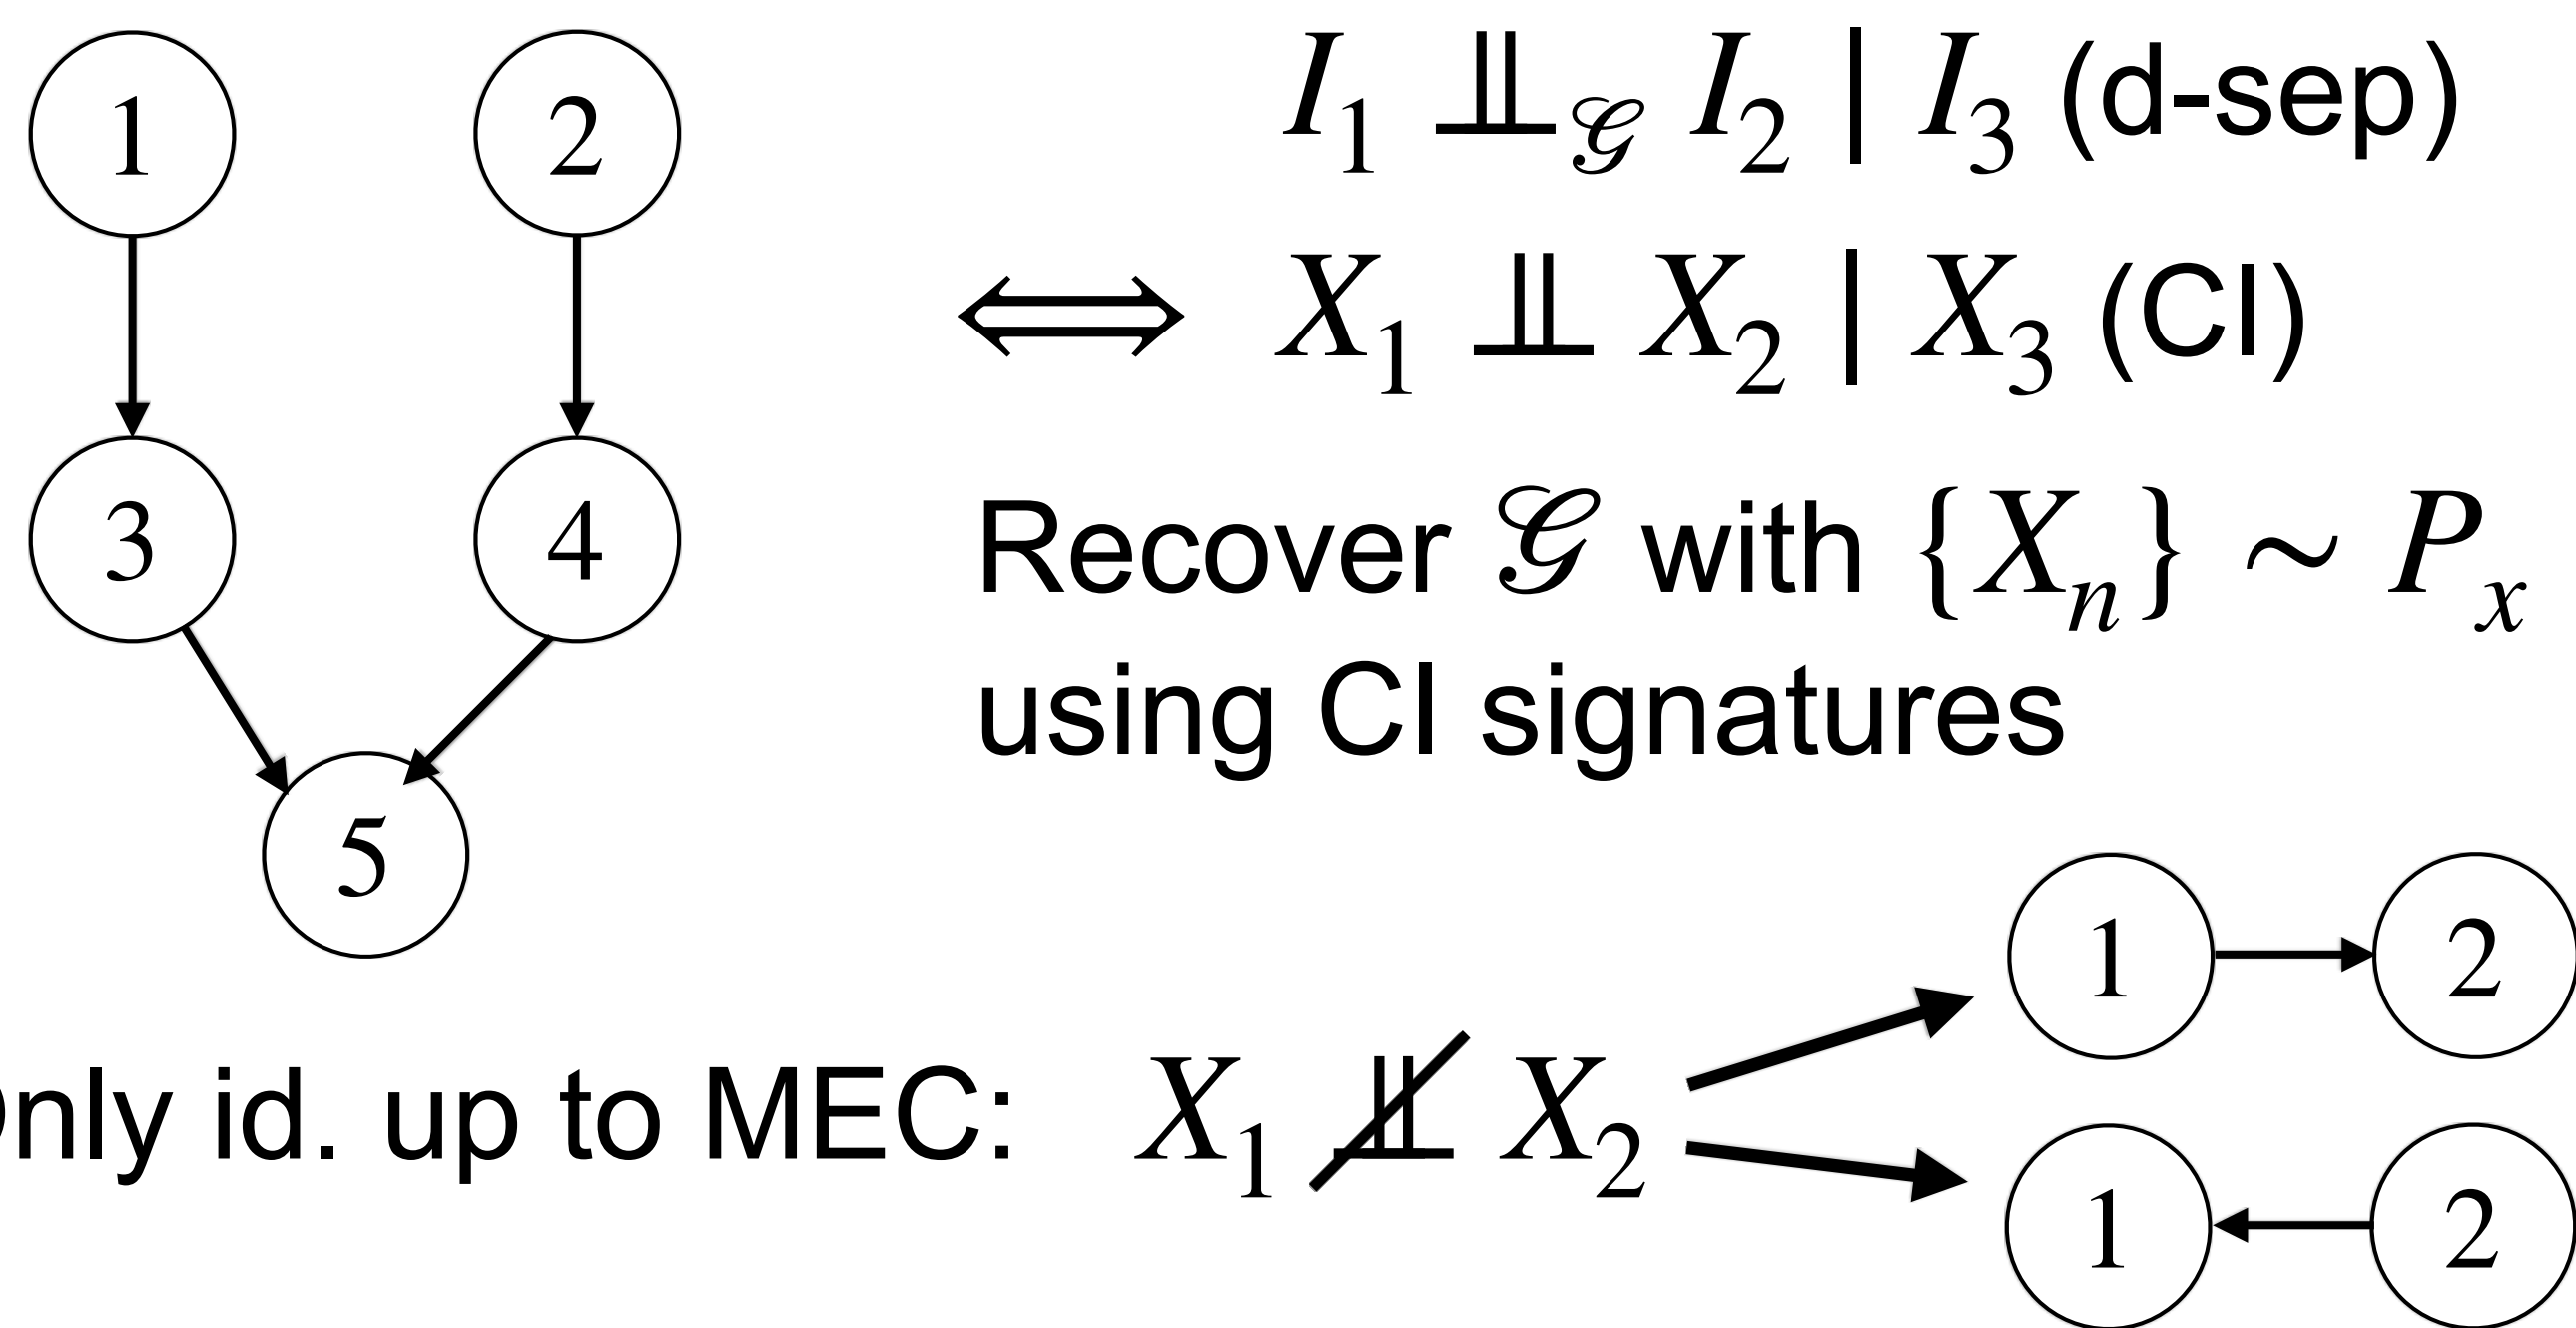 1 2
3 4
5
I₁ ⫫_𝒢 I₂ | I₃ (d-sep)
⟺ X₁ ⫫ X₂ | X₃ (CI)
Recover 𝒢 with {Xₙ} ∼ Pₓ
using CI signatures
nly id. up to MEC: X₁ ⫫̸ X₂
1 2
1 2